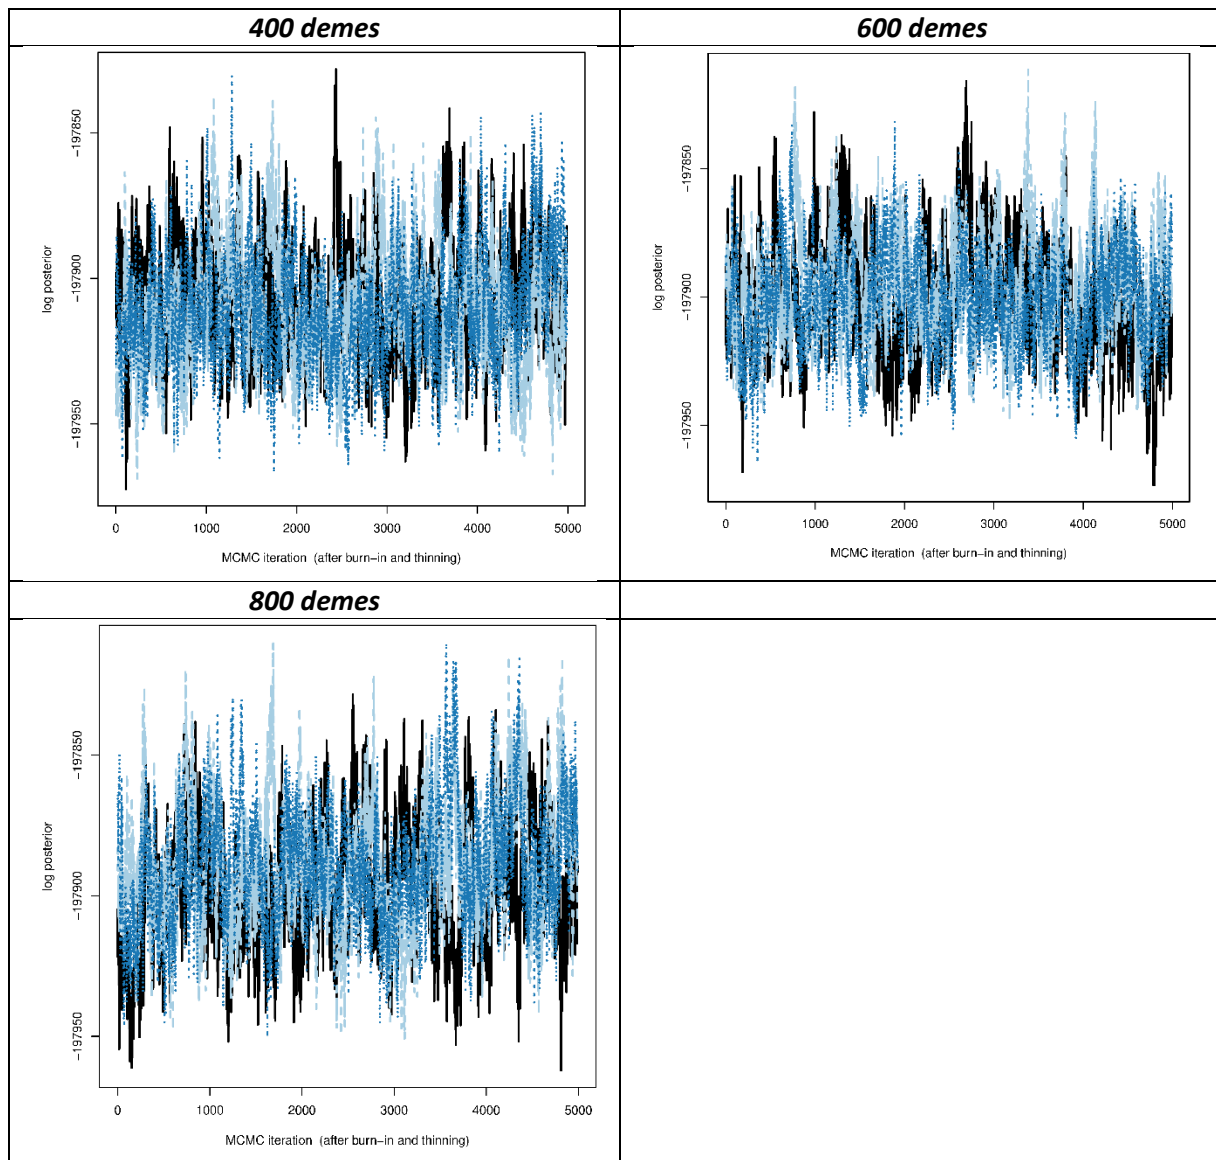 400 demes
600 demes
log posterior
-197850
-197900
-197950
0 1000 2000 3000 4000 5000
MCMC iteration (after burn-in and thinning)
log posterior
-197850
-197900
-197950
0 1000 2000 3000 4000 5000
MCMC iteration (after burn-in and thinning)
800 demes
log posterior
-197850
-197900
-197950
0 1000 2000 3000 4000 5000
MCMC iteration (after burn-in and thinning)